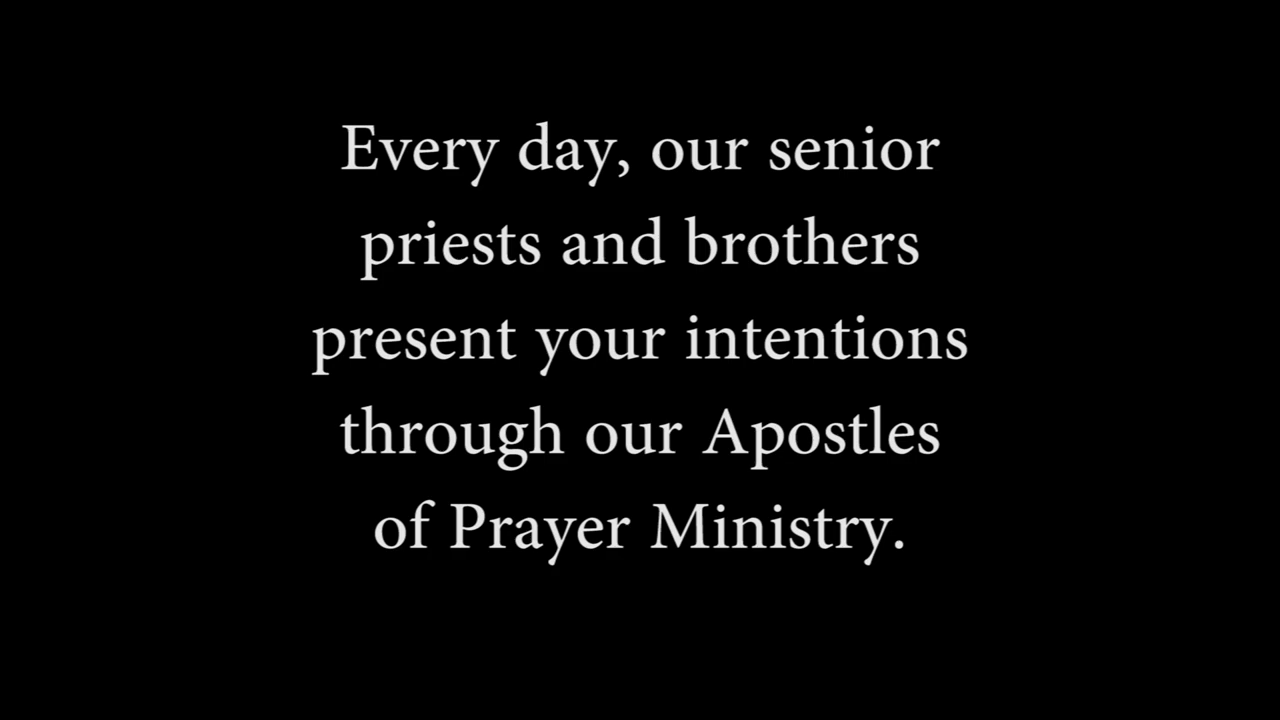 Every day, our senior
priests and brothers
present your intentions
through our Apostles
of Prayer Ministry.